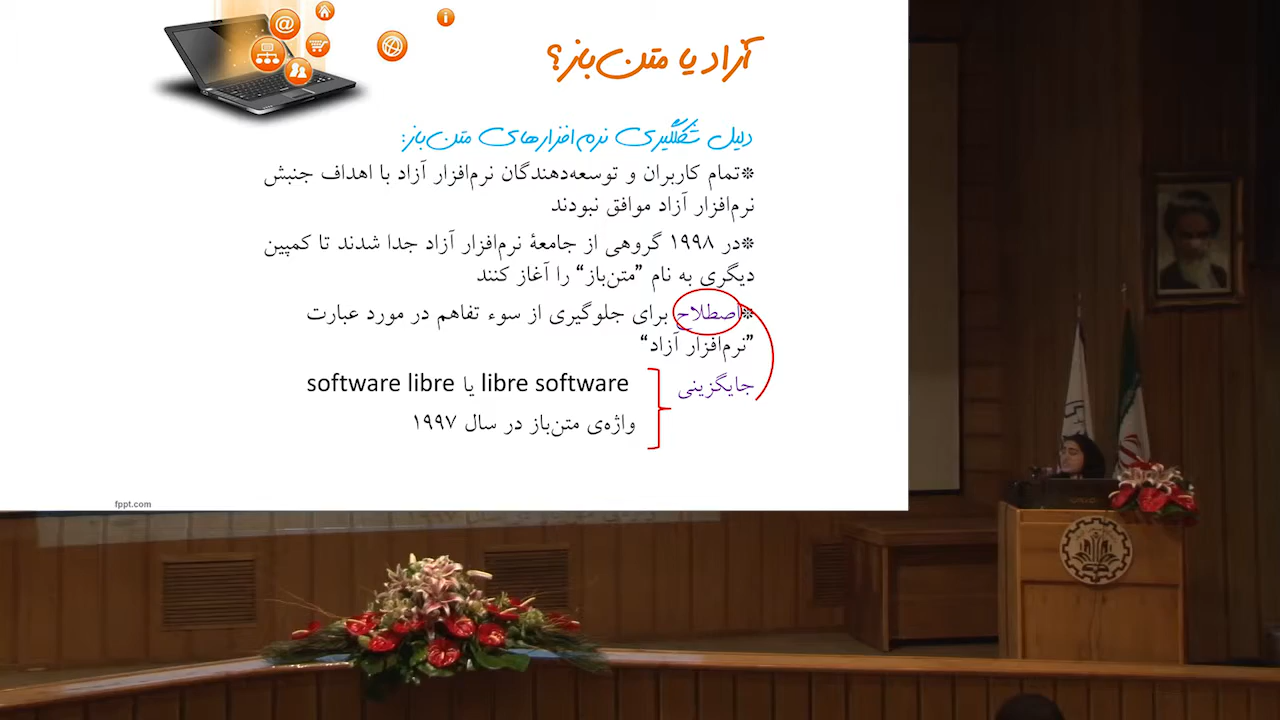 آزاد یا متن‌باز؟
دلیل شکلگیری نرم‌افزارهای متن‌باز:
❊تمام کاربران و توسعه‌دهندگان نرم‌افزار آزاد با اهداف جنبش
نرم‌افزار آزاد موافق نبودند
❊در ۱۹۹۸ گروهی از جامعهٔ نرم‌افزار آزاد جدا شدند تا کمپین
دیگری به نام ”متن‌باز“ را آغاز کنند
❊اصطلاح برای جلوگیری از سوء تفاهم در مورد عبارت
”نرم‌افزار آزاد“
جایگزینی
libre software یا software libre
واژه‌ی متن‌باز در سال ۱۹۹۷
fppt.com